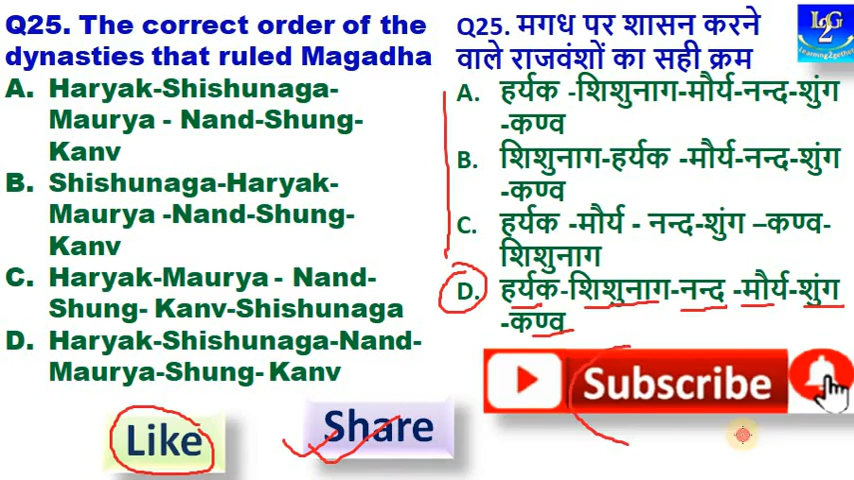 Q25. The correct order of the
dynasties that ruled Magadha
A. Haryak-Shishunaga-
Maurya - Nand-Shung-
Kanv
B. Shishunaga-Haryak-
Maurya -Nand-Shung-
Kanv
C. Haryak-Maurya - Nand-
Shung- Kanv-Shishunaga
D. Haryak-Shishunaga-Nand-
Maurya-Shung- Kanv
Q25. मगध पर शासन करने
वाले राजवंशों का सही क्रम
A. हर्यक -शिशुनाग-मौर्य-नन्द-शुंग
-कण्व
B. शिशुनाग-हर्यक -मौर्य-नन्द-शुंग
-कण्व
C. हर्यक -मौर्य - नन्द-शुंग –कण्व-
शिशुनाग
D. हर्यक-शिशुनाग-नन्द -मौर्य-शुंग
-कण्व
L2G
Learning2gether
Subscribe
Like
Share